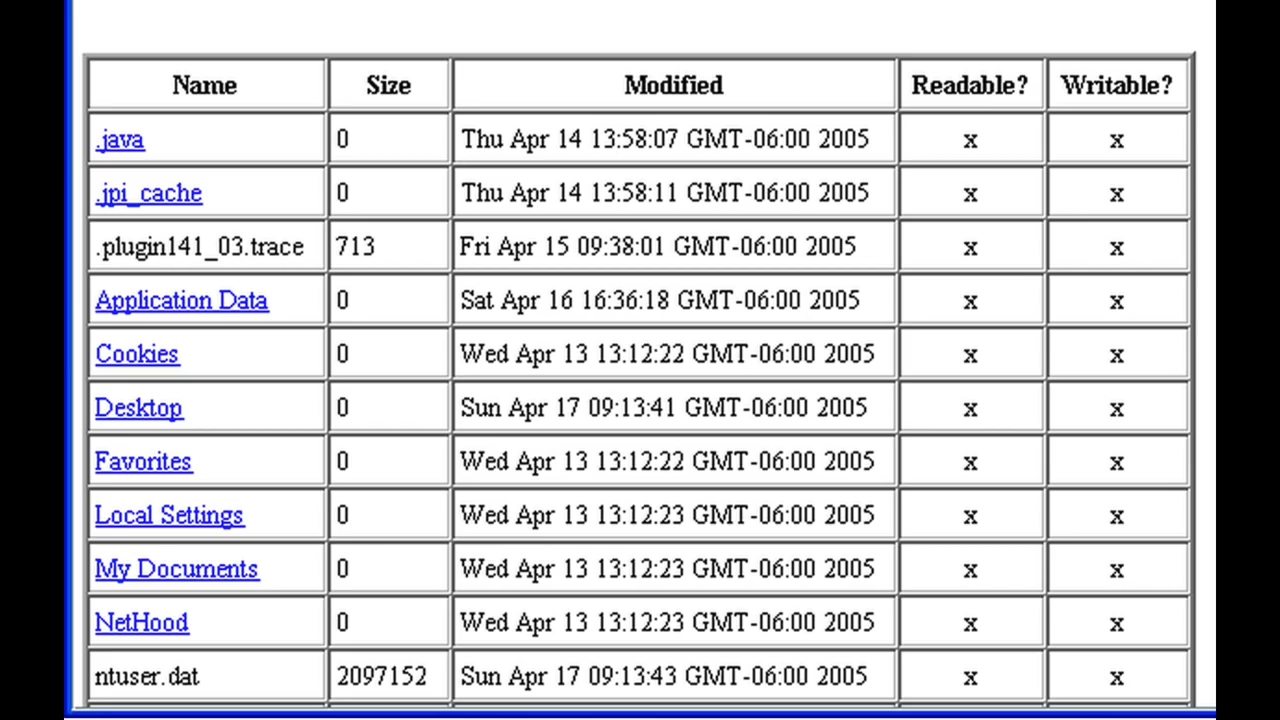 Name Size Modified Readable? Writable?
.java 0 Thu Apr 14 13:58:07 GMT-06:00 2005 x x
.jpi_cache 0 Thu Apr 14 13:58:11 GMT-06:00 2005 x x
.plugin141_03.trace 713 Fri Apr 15 09:38:01 GMT-06:00 2005 x x
Application Data 0 Sat Apr 16 16:36:18 GMT-06:00 2005 x x
Cookies 0 Wed Apr 13 13:12:22 GMT-06:00 2005 x x
Desktop 0 Sun Apr 17 09:13:41 GMT-06:00 2005 x x
Favorites 0 Wed Apr 13 13:12:22 GMT-06:00 2005 x x
Local Settings 0 Wed Apr 13 13:12:23 GMT-06:00 2005 x x
My Documents 0 Wed Apr 13 13:12:23 GMT-06:00 2005 x x
NetHood 0 Wed Apr 13 13:12:23 GMT-06:00 2005 x x
ntuser.dat 2097152 Sun Apr 17 09:13:43 GMT-06:00 2005 x x